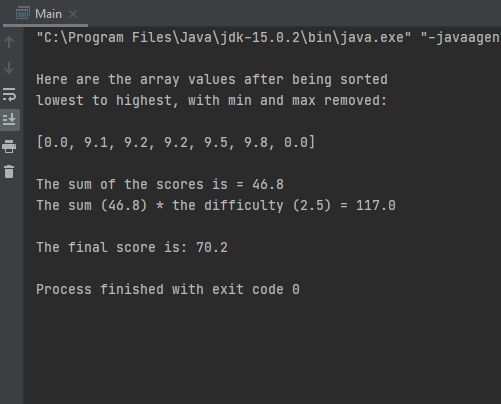 Main
"C:\Program Files\Java\jdk-15.0.2\bin\java.exe" "-javaagen
Here are the array values after being sorted
lowest to highest, with min and max removed:
[0.0, 9.1, 9.2, 9.2, 9.5, 9.8, 0.0]
The sum of the scores is = 46.8
The sum (46.8) * the difficulty (2.5) = 117.0
The final score is: 70.2
Process finished with exit code 0